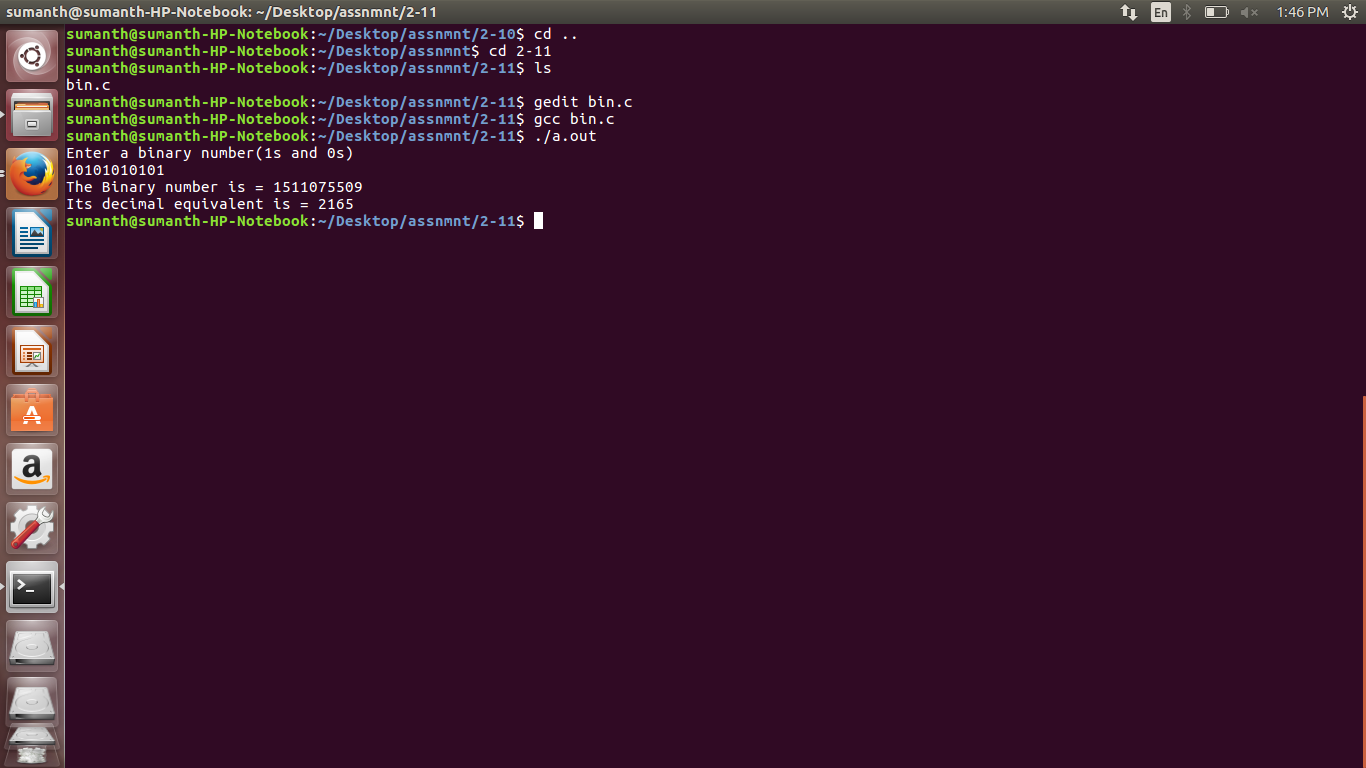 sumanth@sumanth-HP-Notebook: ~/Desktop/assnmnt/2-11
En
1:46 PM
sumanth@sumanth-HP-Notebook:~/Desktop/assnmnt/2-10$ cd ..
sumanth@sumanth-HP-Notebook:~/Desktop/assnmnt$ cd 2-11
sumanth@sumanth-HP-Notebook:~/Desktop/assnmnt/2-11$ ls
bin.c
sumanth@sumanth-HP-Notebook:~/Desktop/assnmnt/2-11$ gedit bin.c
sumanth@sumanth-HP-Notebook:~/Desktop/assnmnt/2-11$ gcc bin.c
sumanth@sumanth-HP-Notebook:~/Desktop/assnmnt/2-11$ ./a.out
Enter a binary number(1s and 0s)
10101010101
The Binary number is = 1511075509
Its decimal equivalent is = 2165
sumanth@sumanth-HP-Notebook:~/Desktop/assnmnt/2-11$